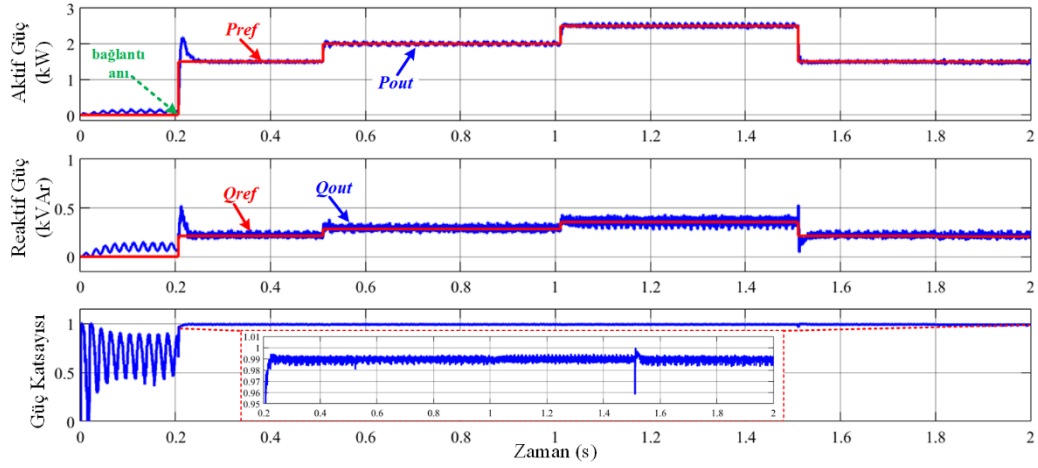 Aktif Güç
(kW)
3
2
1
0
bağlantı
anı
Pref
Pout
0 0.2 0.4 0.6 0.8 1 1.2 1.4 1.6 1.8 2
Reaktif Güç
(kVAr)
1
0.5
0
Qref
Qout
0 0.2 0.4 0.6 0.8 1 1.2 1.4 1.6 1.8 2
Güç Katsayısı
1
0.5
0
1.01
1
0.99
0.98
0.97
0.96
0.95
0.2 0.4 0.6 0.8 1 1.2 1.4 1.6 1.8 2
0 0.2 0.4 0.6 0.8 1 1.2 1.4 1.6 1.8 2
Zaman (s)